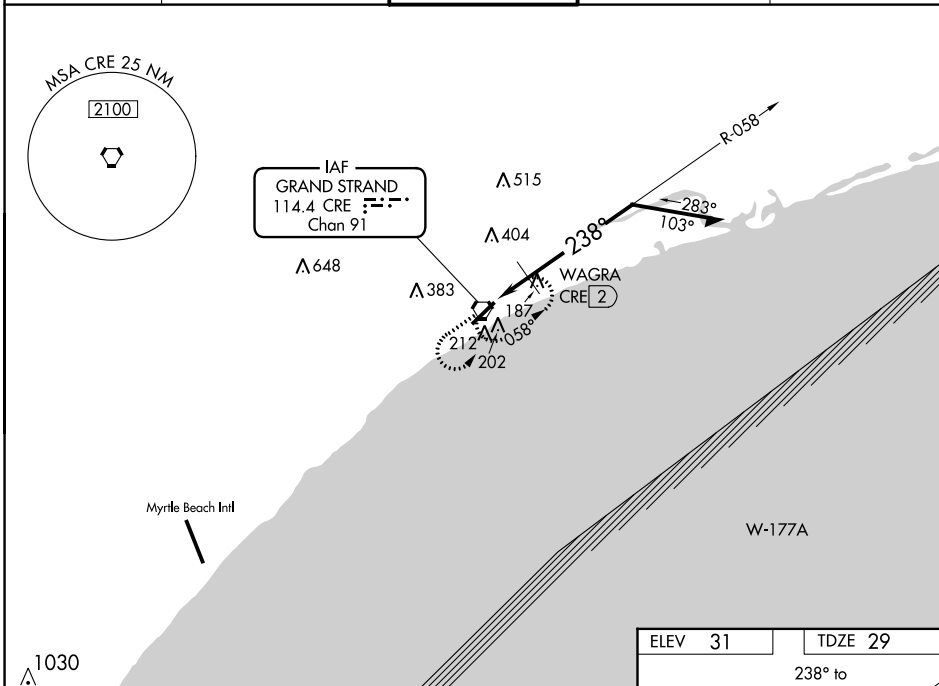 MSA CRE 25 NM
2100
IAF
GRAND STRAND
114.4 CRE
Chan 91
R-058
515
283°
103°
404
238°
648
WAGRA
CRE 2
383
187
058°
212
202
Myrtle Beach Intl
W-177A
1030
ELEV 31
TDZE 29
238° to